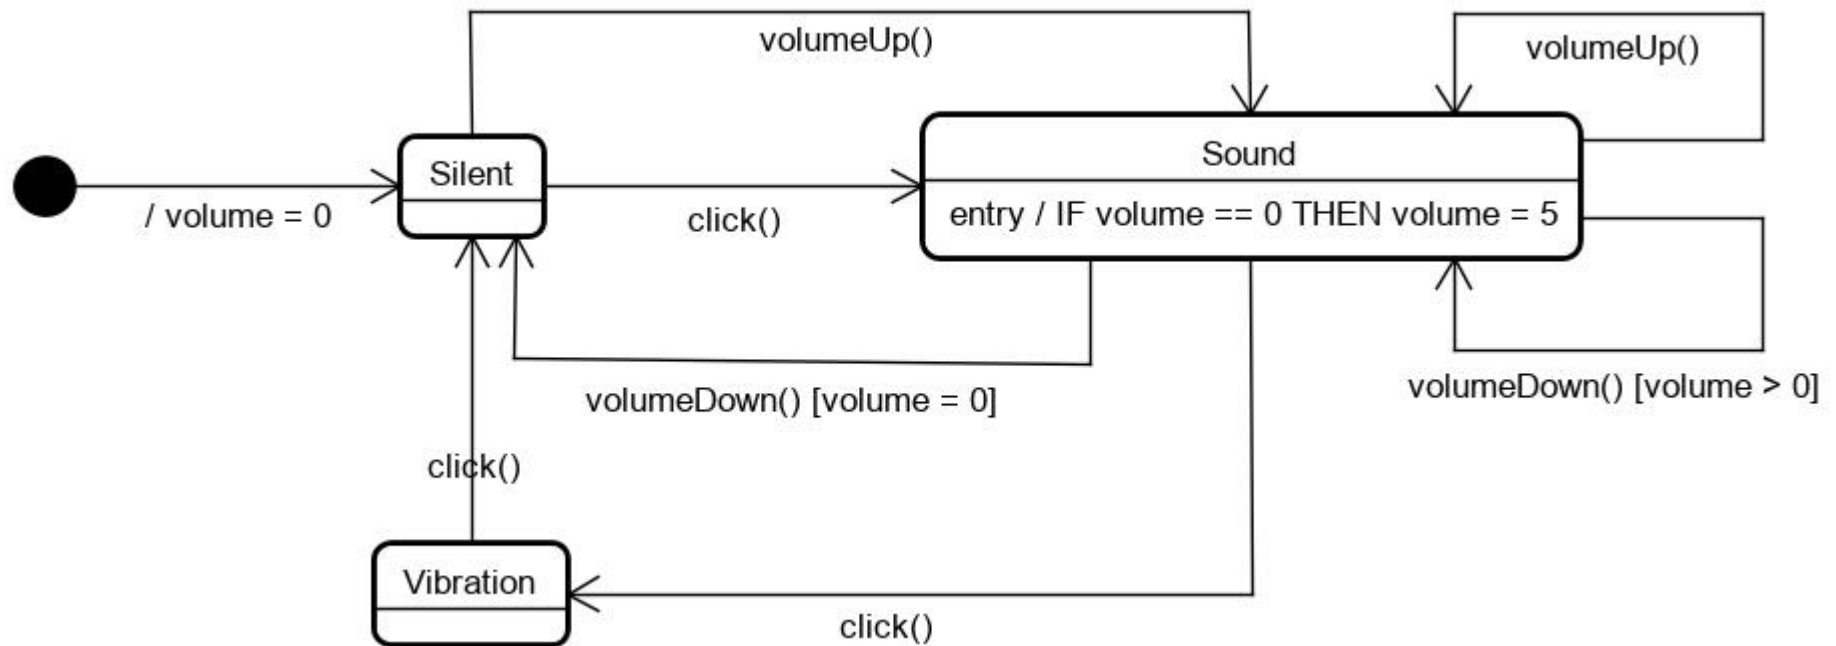 volumeUp()
volumeUp()
Silent
Sound
/ volume = 0
click()
entry / IF volume == 0 THEN volume = 5
volumeDown() [volume = 0]
volumeDown() [volume > 0]
click()
Vibration
click()